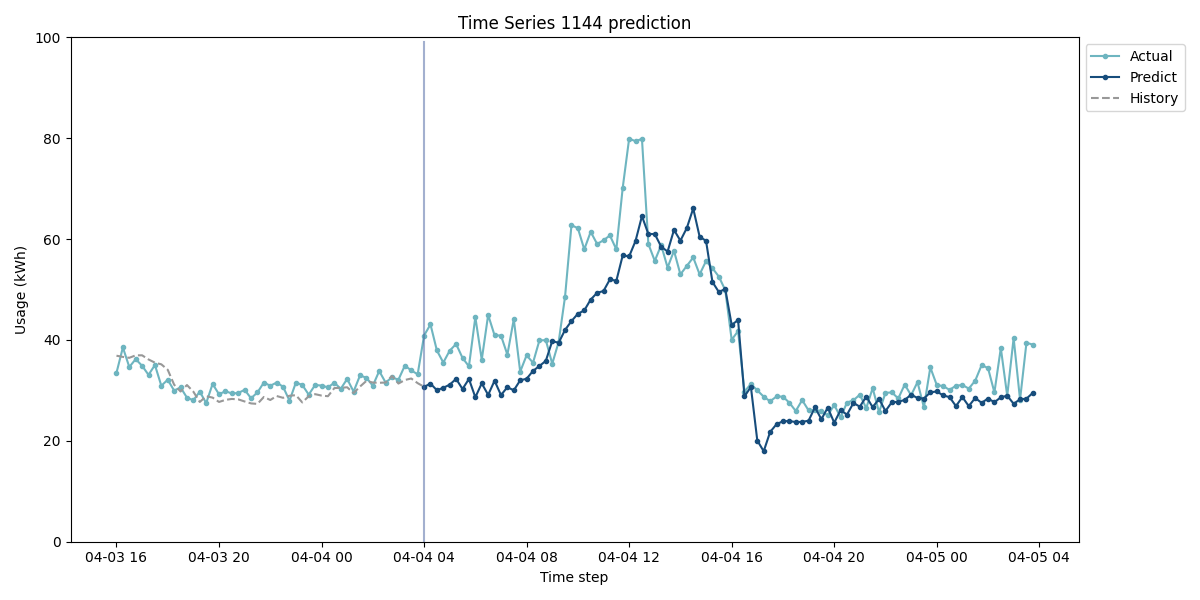 Time Series 1144 prediction
Usage (kWh)
100
80
60
40
20
0
04-03 16
04-03 20
04-04 00
04-04 04
04-04 08
04-04 12
04-04 16
04-04 20
04-05 00
04-05 04
Time step
Actual
Predict
History